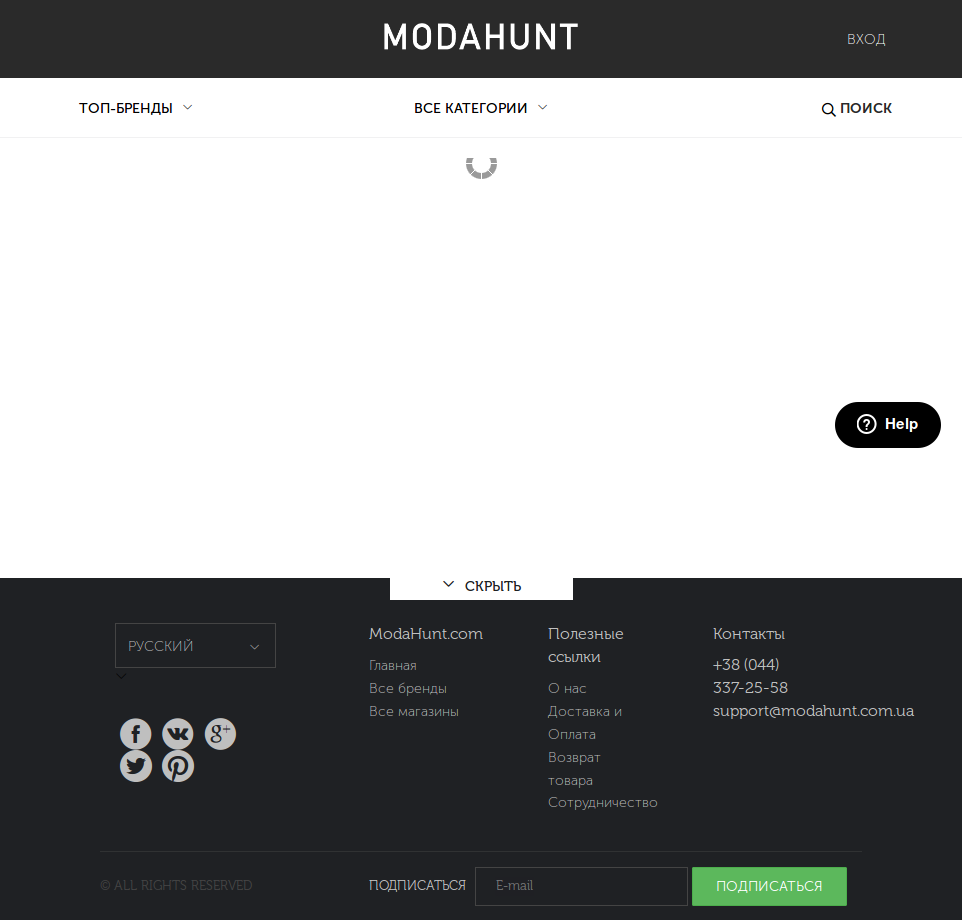 MODAHUNT
ВХОД
ТОП-БРЕНДЫ
ВСЕ КАТЕГОРИИ
ПОИСК
Help
СКРЫТЬ
РУССКИЙ
ModaHunt.com
Главная
Все бренды
Все магазины
Полезные
ссылки
О нас
Доставка и
Оплата
Возврат
товара
Сотрудничество
Контакты
+38 (044)
337-25-58
support@modahunt.com.ua
© ALL RIGHTS RESERVED
ПОДПИСАТЬСЯ
E-mail
ПОДПИСАТЬСЯ